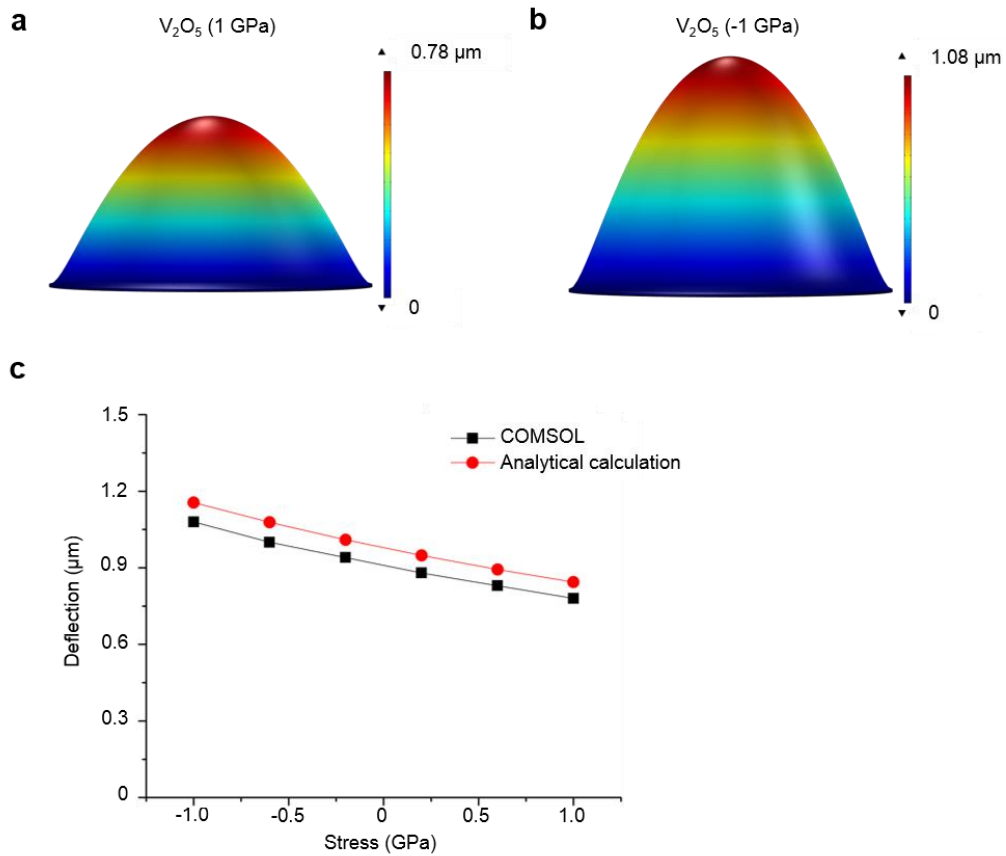 a
V₂O₅ (1 GPa)
0.78 µm
0
b
V₂O₅ (-1 GPa)
1.08 µm
0
c
COMSOL
Analytical calculation
Deflection (µm)
1.5
1.2
0.9
0.6
0.3
0
-1.0 -0.5 0 0.5 1.0
Stress (GPa)